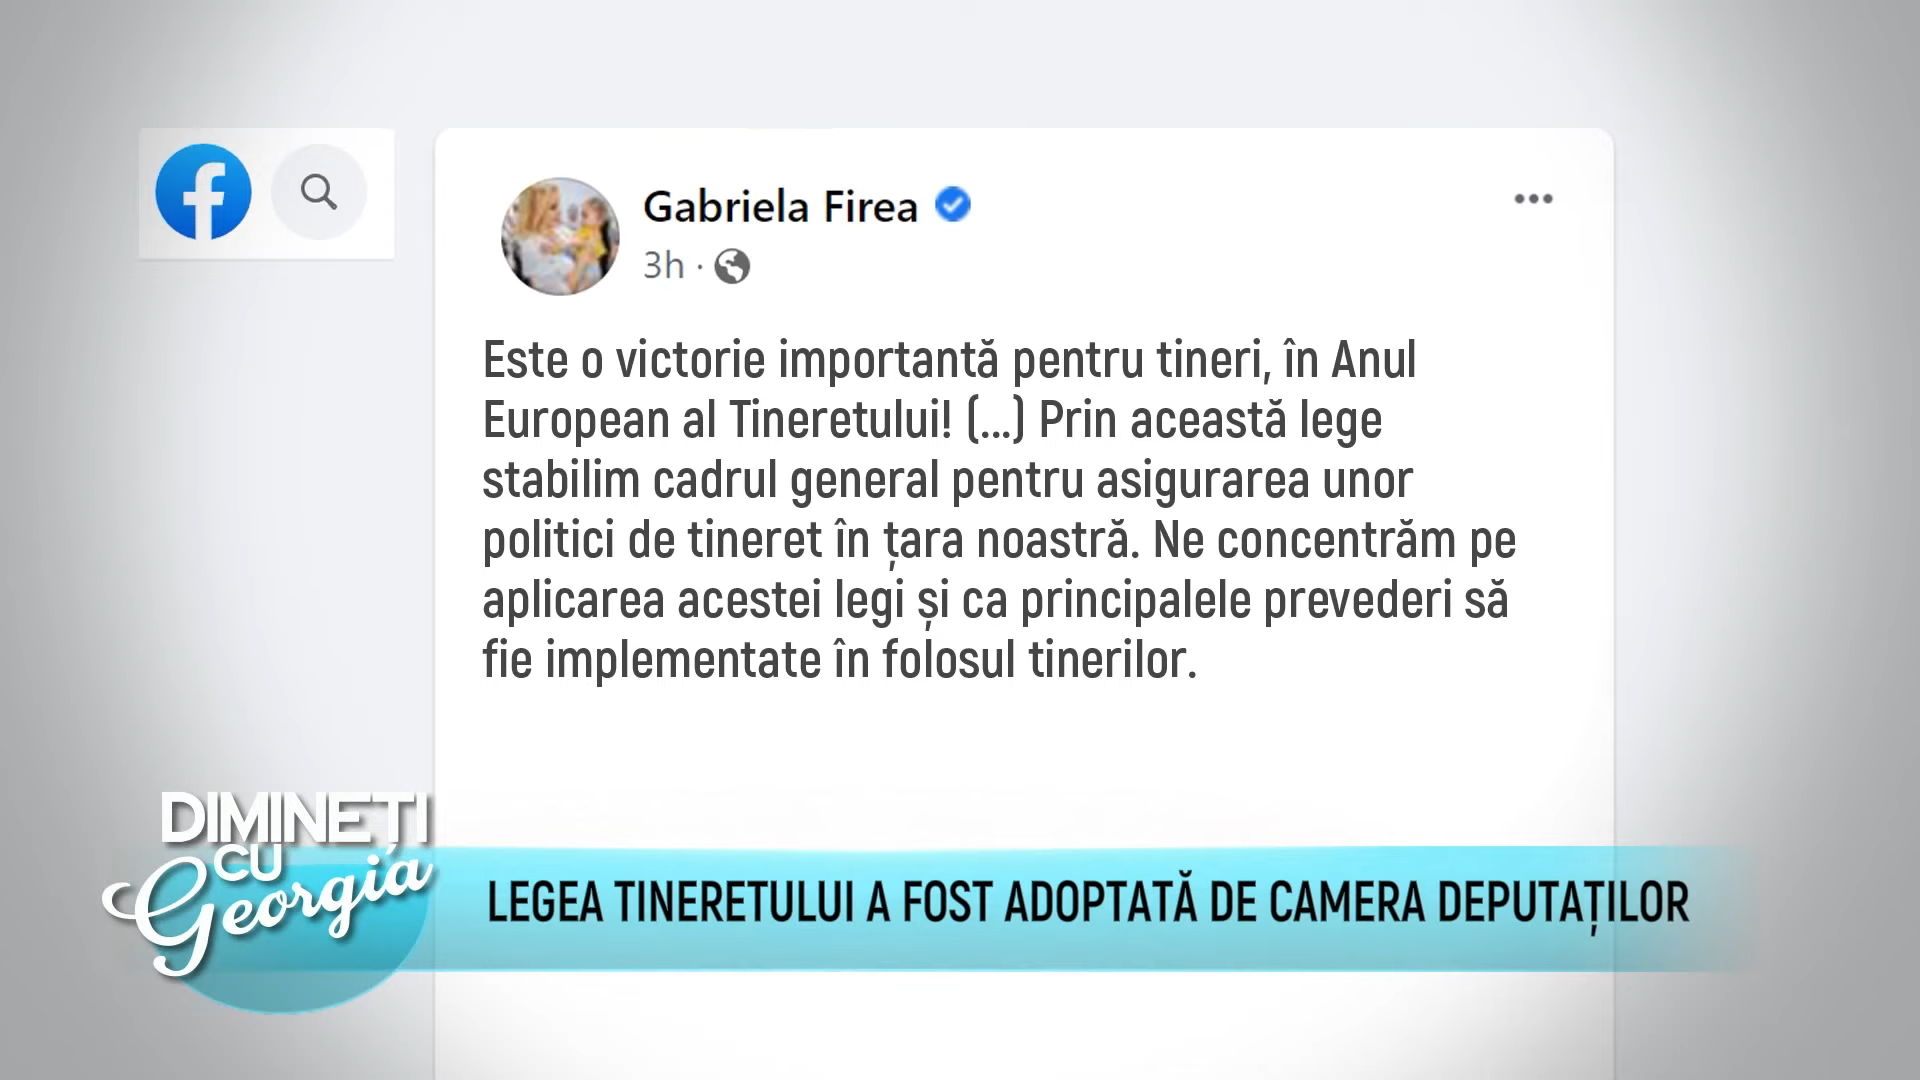 Gabriela Firea
3h ·
Este o victorie importantă pentru tineri, în Anul
European al Tineretului! (...) Prin această lege
stabilim cadrul general pentru asigurarea unor
politici de tineret în țara noastră. Ne concentrăm pe
aplicarea acestei legi și ca principalele prevederi să
fie implementate în folosul tinerilor.
DIMINEȚI
CU
Georgia
LEGEA TINERETULUI A FOST ADOPTATĂ DE CAMERA DEPUTAȚILOR